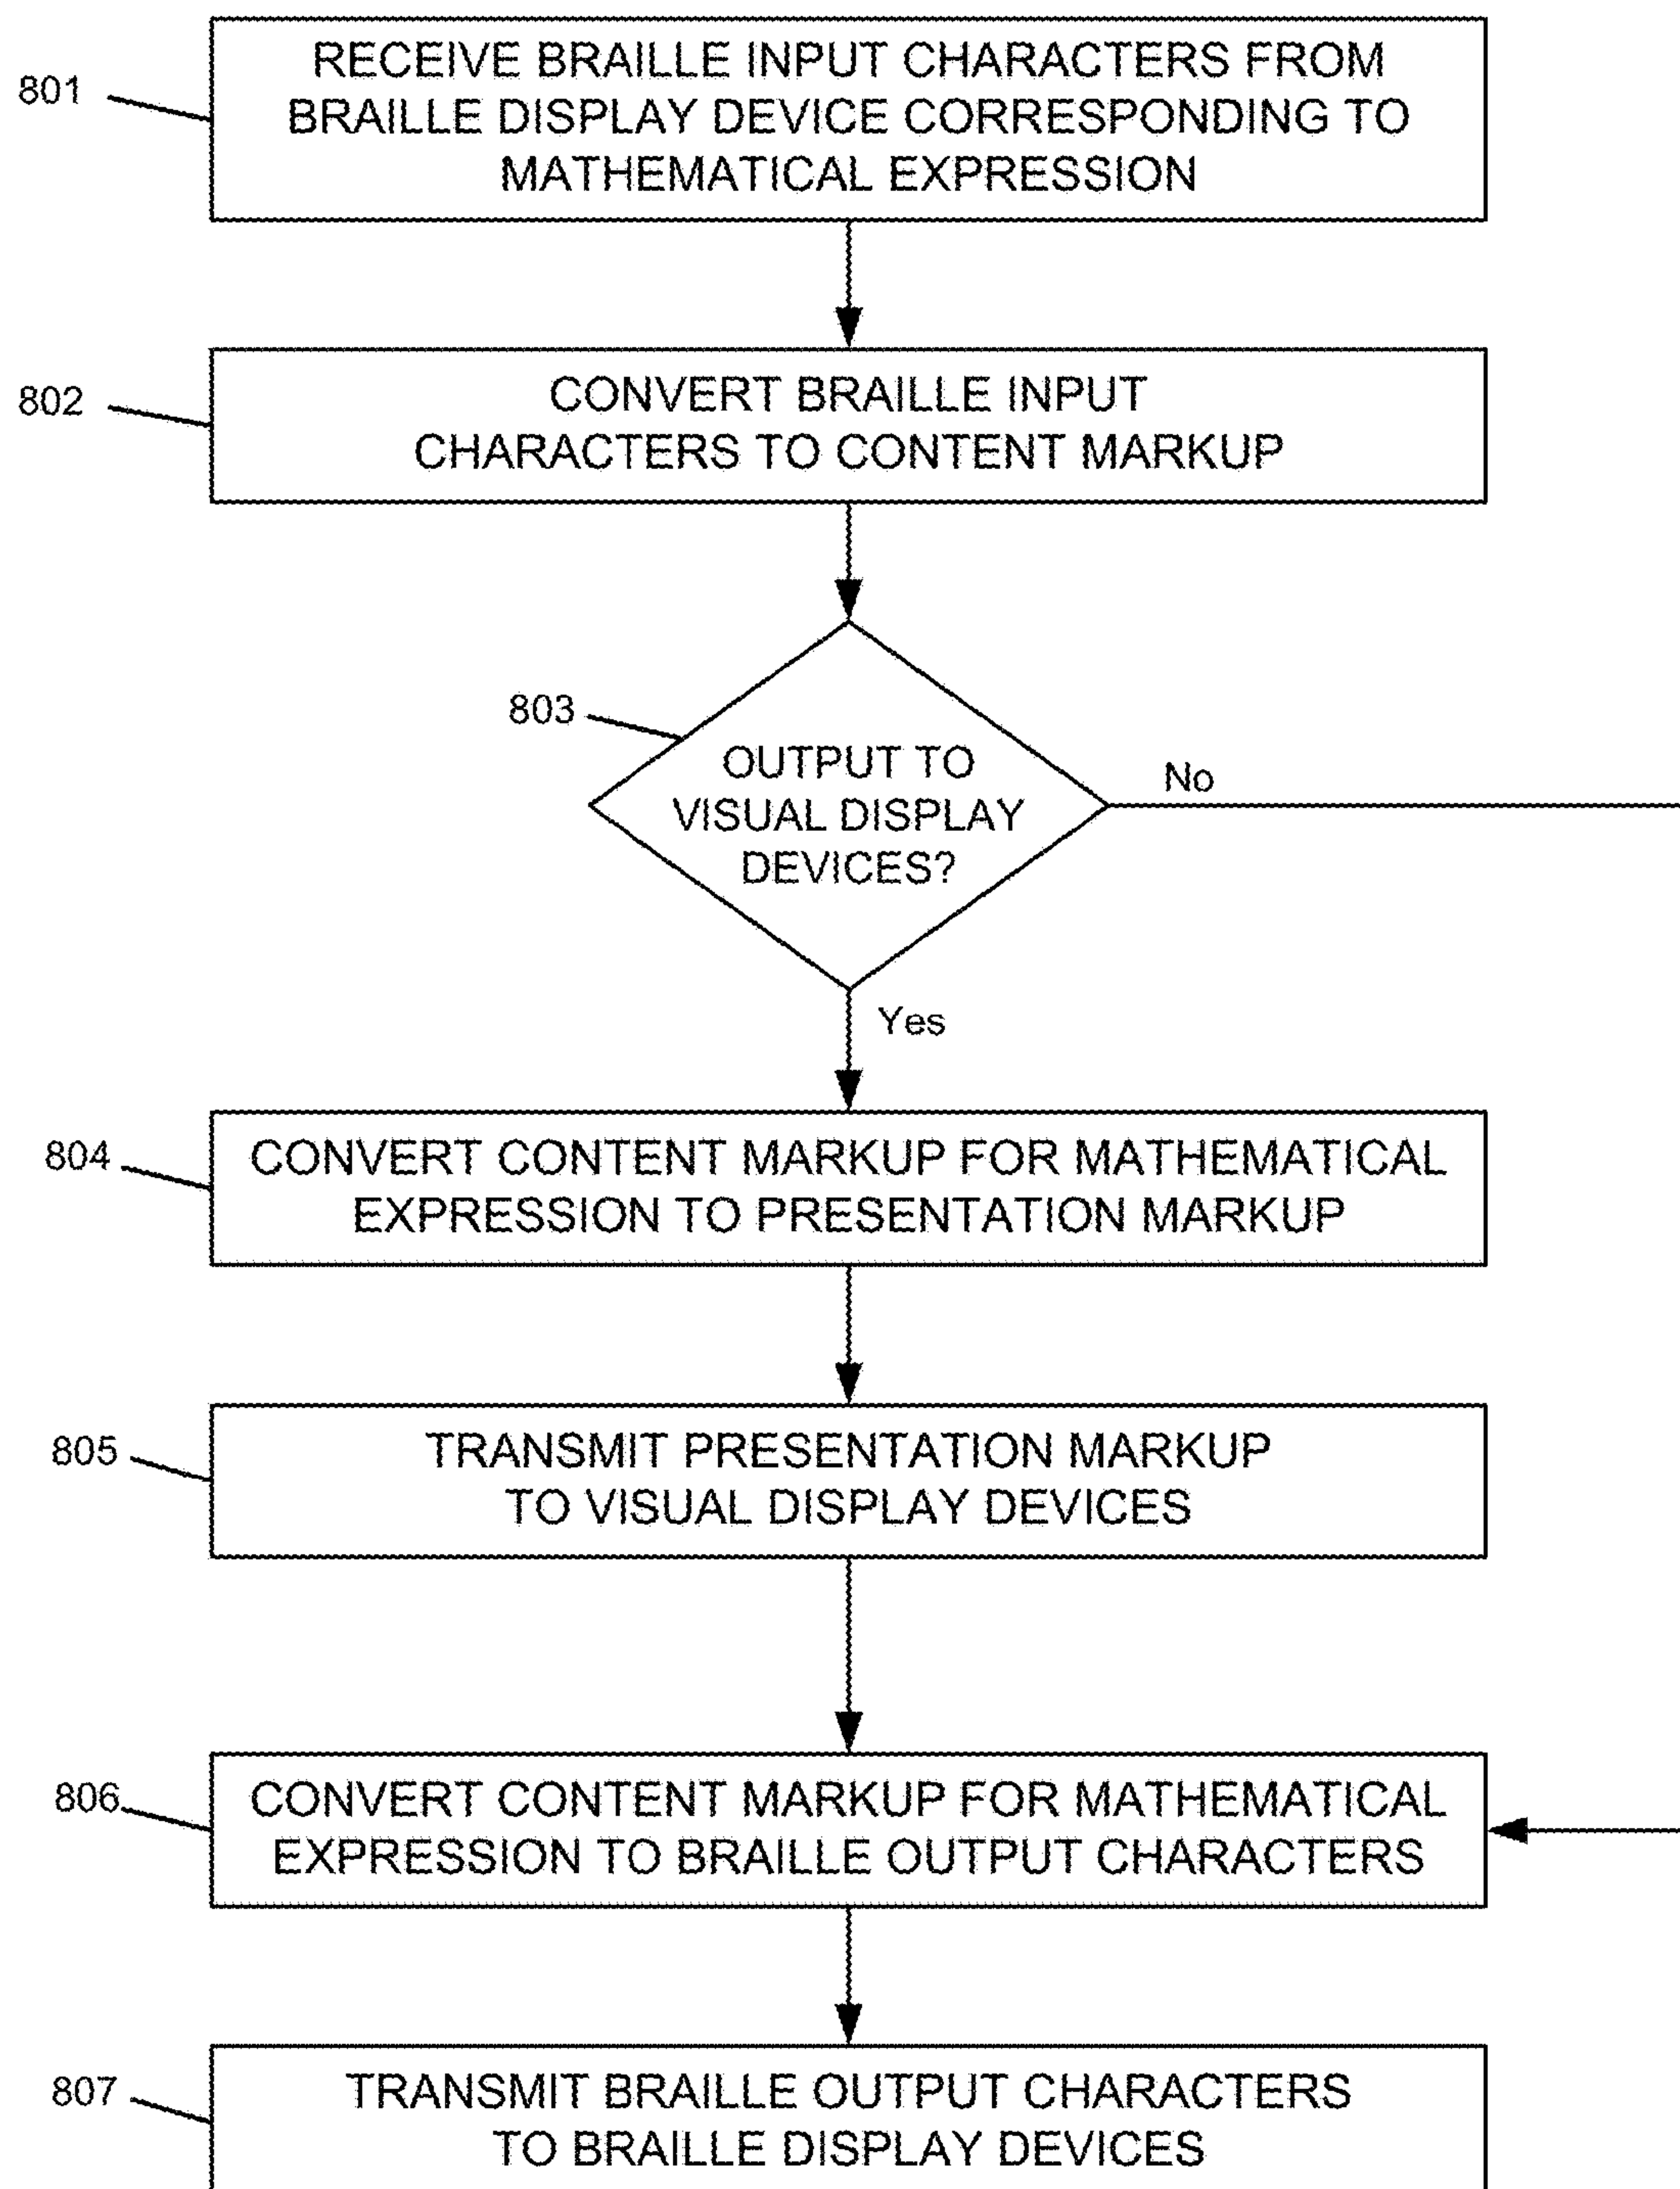 801
RECEIVE BRAILLE INPUT CHARACTERS FROM
BRAILLE DISPLAY DEVICE CORRESPONDING TO
MATHEMATICAL EXPRESSION
802
CONVERT BRAILLE INPUT
CHARACTERS TO CONTENT MARKUP
803
OUTPUT TO
VISUAL DISPLAY
DEVICES?
No
Yes
804
CONVERT CONTENT MARKUP FOR MATHEMATICAL
EXPRESSION TO PRESENTATION MARKUP
805
TRANSMIT PRESENTATION MARKUP
TO VISUAL DISPLAY DEVICES
806
CONVERT CONTENT MARKUP FOR MATHEMATICAL
EXPRESSION TO BRAILLE OUTPUT CHARACTERS
807
TRANSMIT BRAILLE OUTPUT CHARACTERS
TO BRAILLE DISPLAY DEVICES